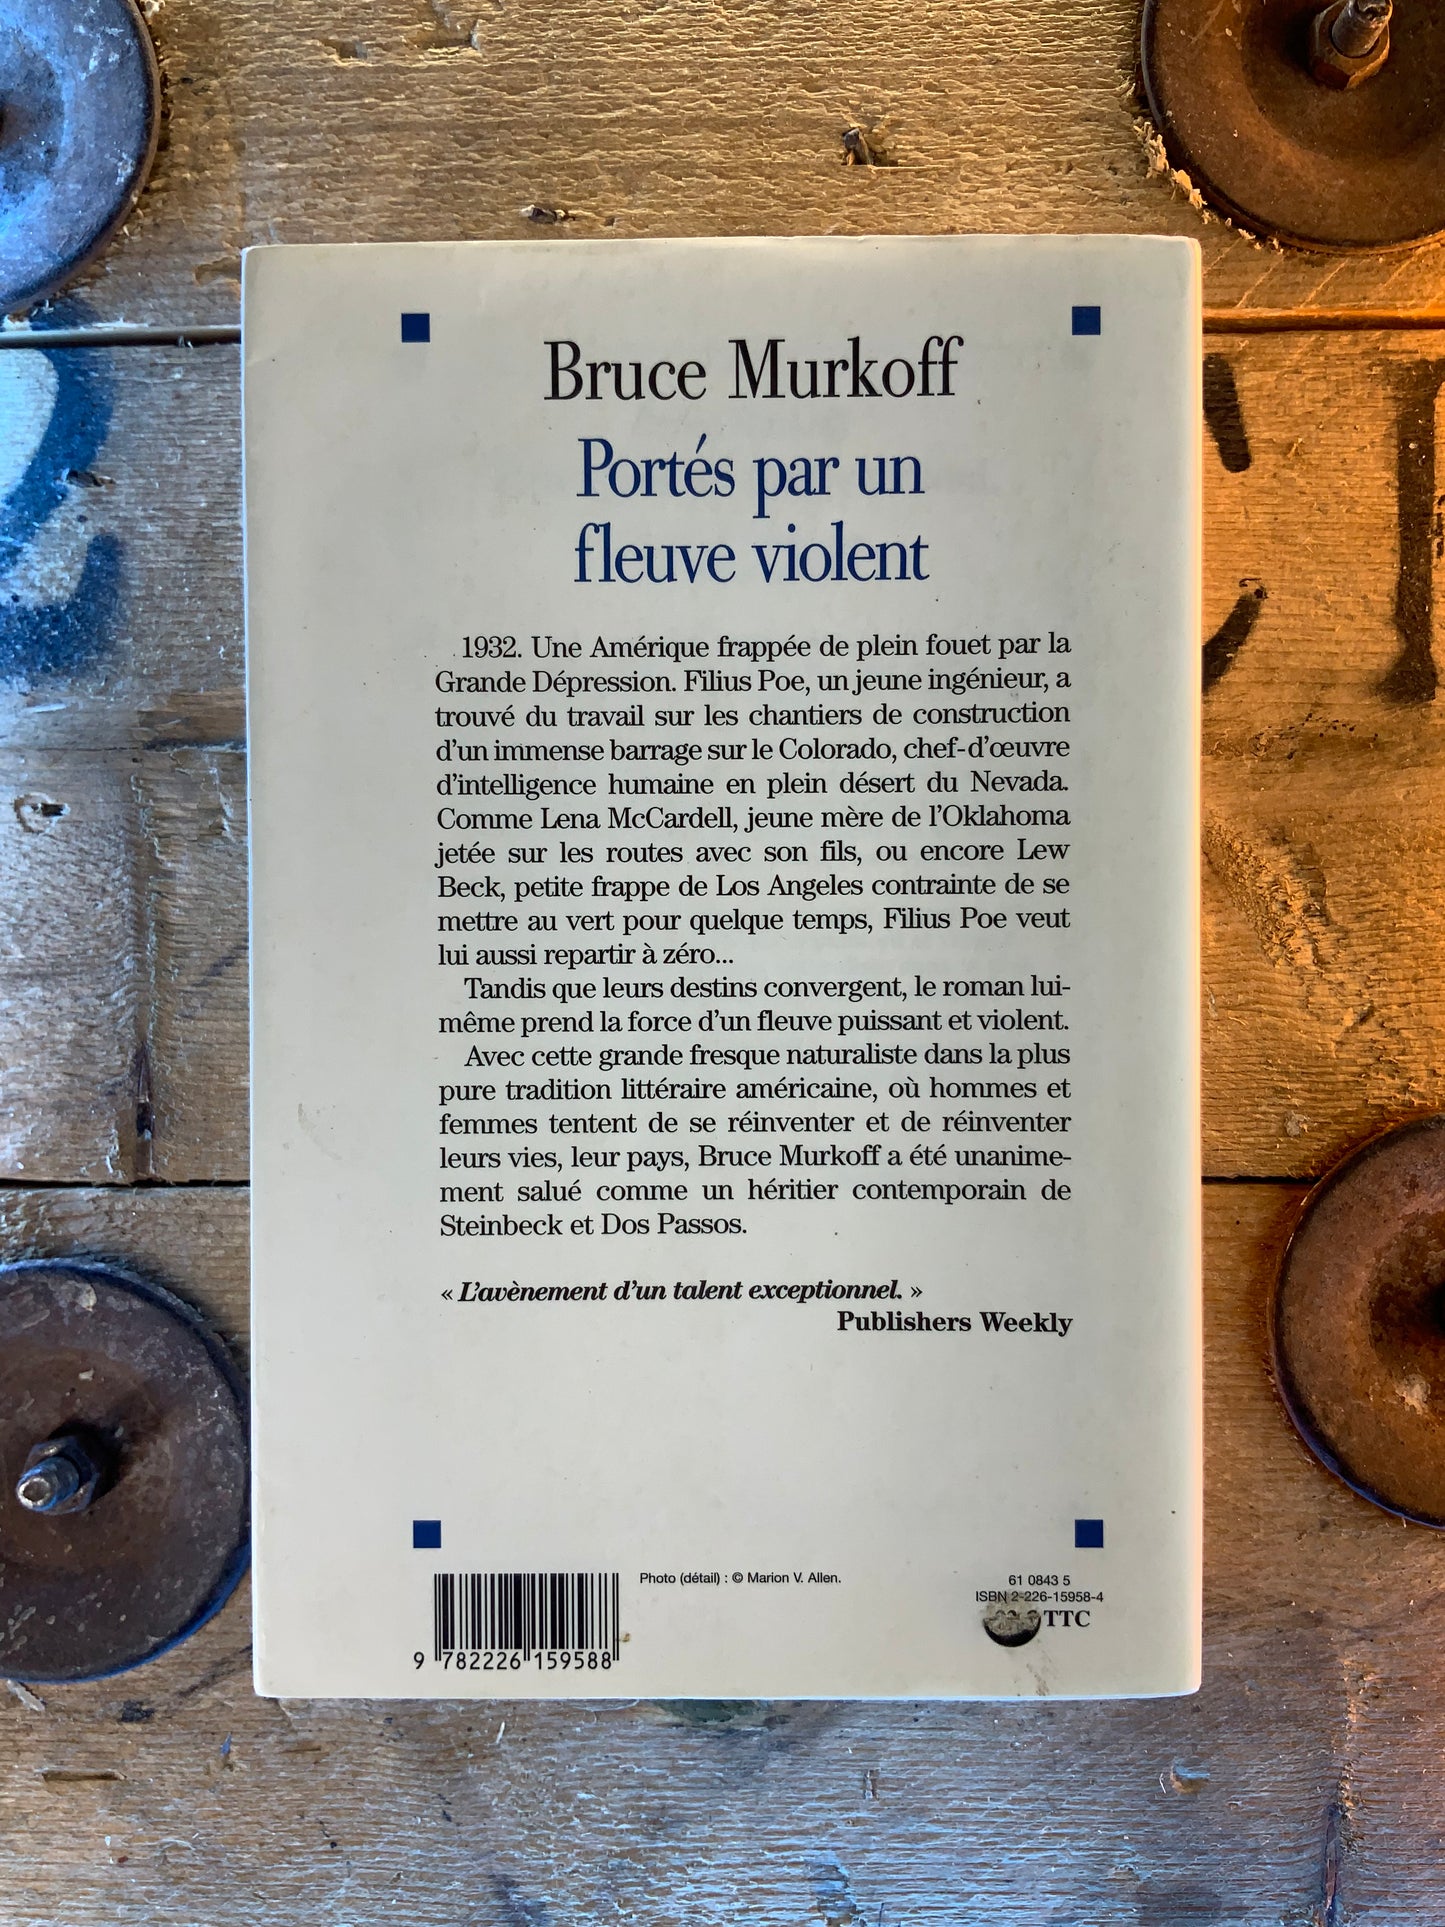 Bruce Murkoff
Portés par un
fleuve violent
1932. Une Amérique frappée de plein fouet par la
Grande Dépression. Filius Poe, un jeune ingénieur, a
trouvé du travail sur les chantiers de construction
d'un immense barrage sur le Colorado, chef-d'œuvre
d'intelligence humaine en plein désert du Nevada.
Comme Lena McCardell, jeune mère de l'Oklahoma
jetée sur les routes avec son fils, ou encore Lew
Beck, petite frappe de Los Angeles contrainte de se
mettre au vert pour quelque temps, Filius Poe veut
lui aussi repartir à zéro...
Tandis que leurs destins convergent, le roman lui-
même prend la force d'un fleuve puissant et violent.
Avec cette grande fresque naturaliste dans la plus
pure tradition littéraire américaine, où hommes et
femmes tentent de se réinventer et de réinventer
leurs vies, leur pays, Bruce Murkoff a été unanime-
ment salué comme un héritier contemporain de
Steinbeck et Dos Passos.
« L'avènement d'un talent exceptionnel. »
Publishers Weekly
Photo (détail) : © Marion V. Allen.
61 0843 5
ISBN 2-226-15958-4
TTC
9 782226 159588